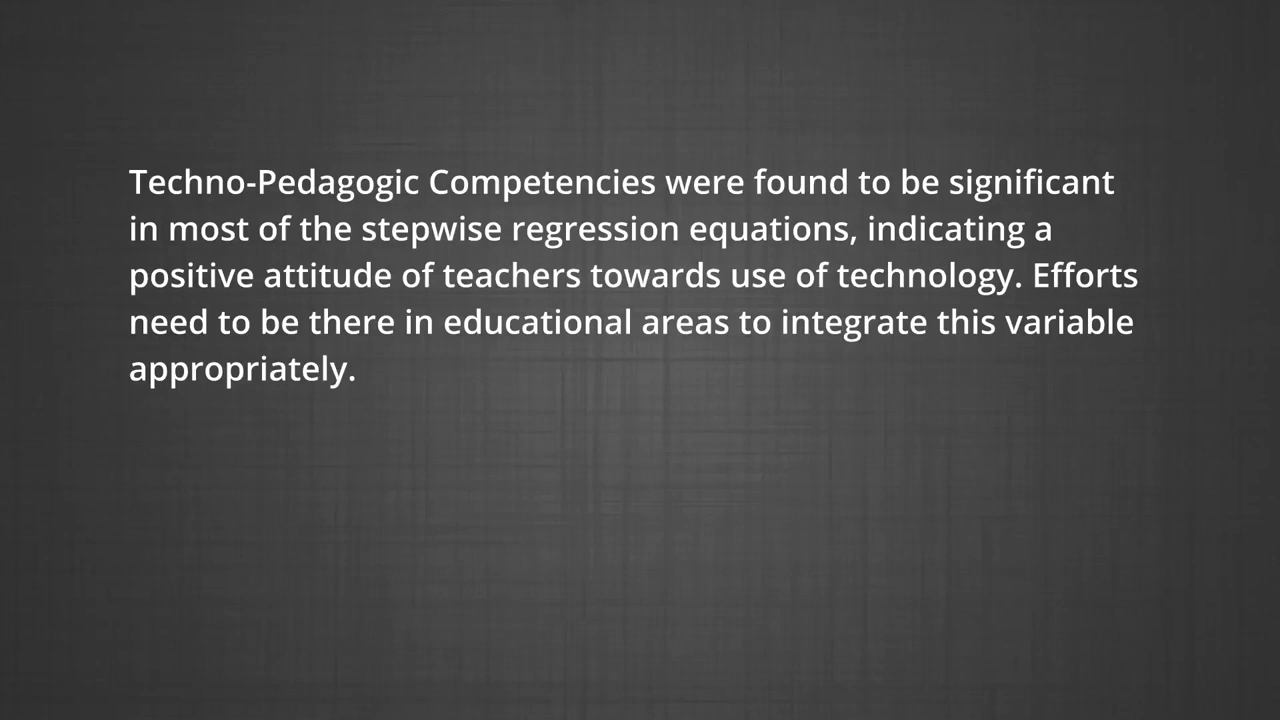 Techno-Pedagogic Competencies were found to be significant
in most of the stepwise regression equations, indicating a
positive attitude of teachers towards use of technology. Efforts
need to be there in educational areas to integrate this variable
appropriately.